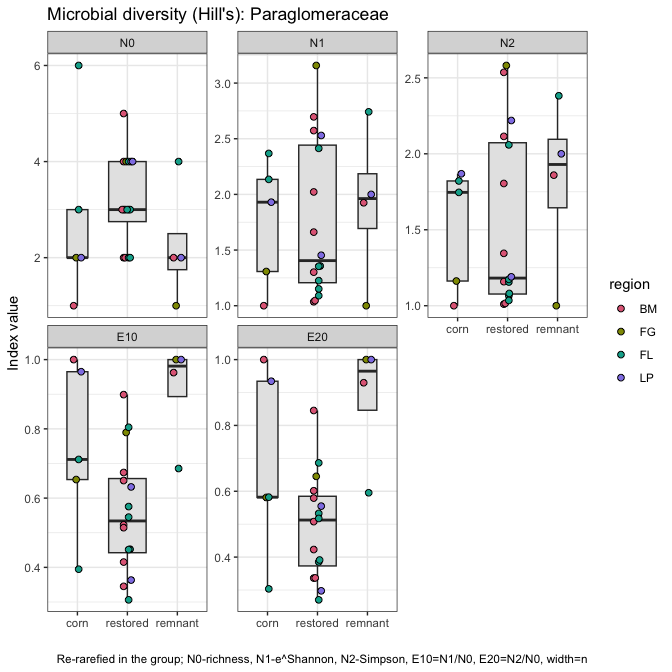 Microbial diversity (Hill's): Paraglomeraceae
N0
N1
N2
6
4
2
3.0
2.5
2.0
1.5
1.0
2.5
2.0
1.5
1.0
corn restored remnant
Index value
E10
E20
1.0
0.8
0.6
0.4
1.0
0.8
0.6
0.4
corn restored remnant
corn restored remnant
region
BM
FG
FL
LP
Re-rarefied in the group; N0-richness, N1-e^Shannon, N2-Simpson, E10=N1/N0, E20=N2/N0, width=n